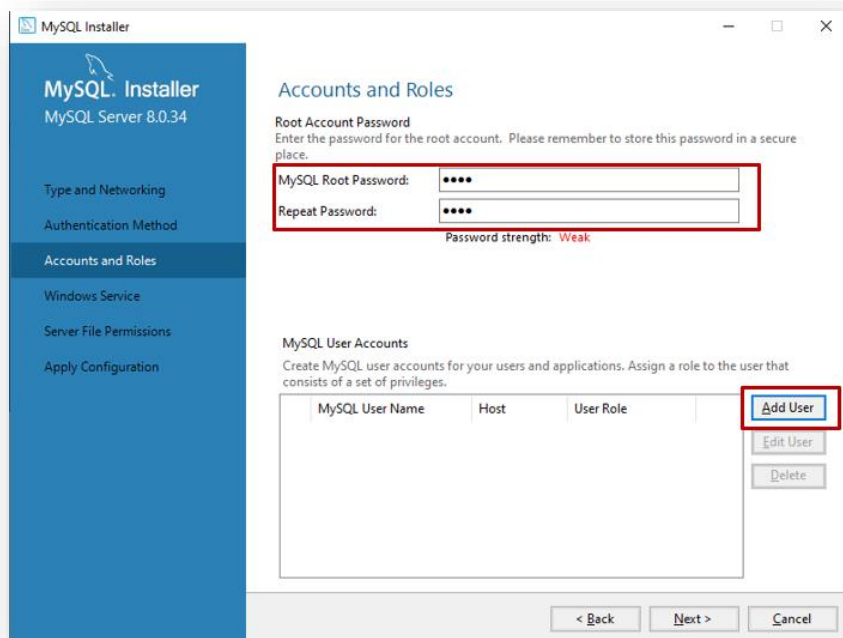 MySQL Installer
MySQL. Installer
MySQL Server 8.0.34
Type and Networking
Authentication Method
Accounts and Roles
Windows Service
Server File Permissions
Apply Configuration
Accounts and Roles
Root Account Password
Enter the password for the root account. Please remember to store this password in a secure
place.
MySQL Root Password: ••••
Repeat Password: ••••
Password strength: Weak
MySQL User Accounts
Create MySQL user accounts for your users and applications. Assign a role to the user that
consists of a set of privileges.
MySQL User Name Host User Role
Add User
Edit User
Delete
< Back Next > Cancel